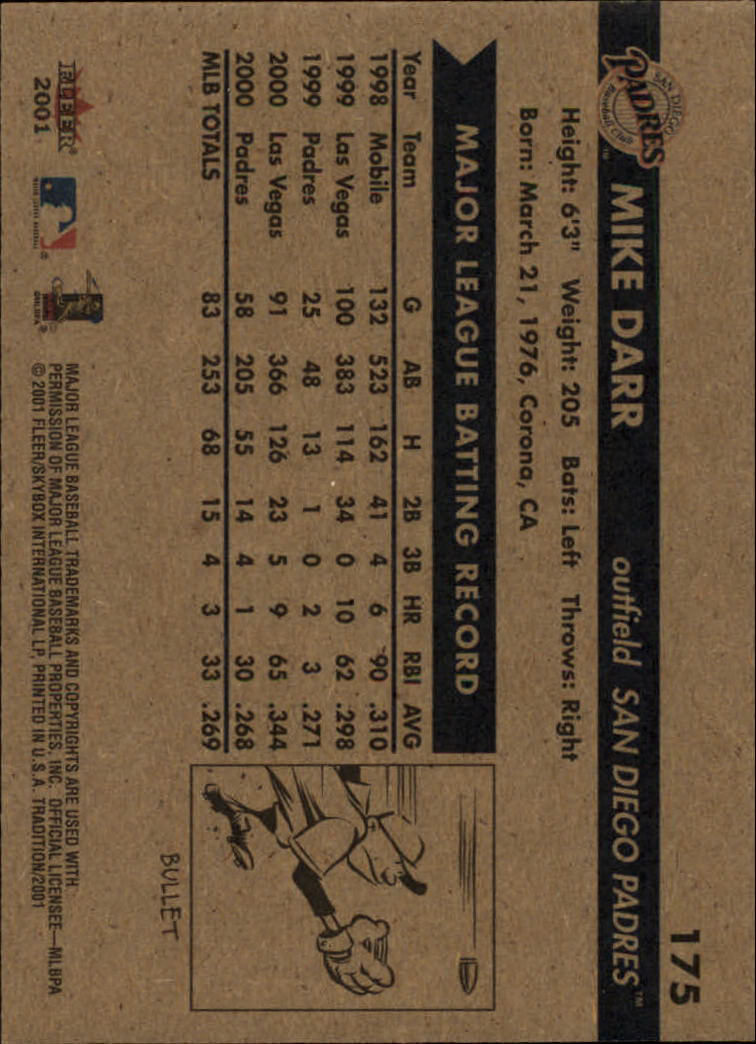 175
SAN DIEGO
PADRES
Baseball Club
™
MIKE DARR outfield SAN DIEGO PADRES™
Height: 6'3" Weight: 205 Bats: Left Throws: Right
Born: March 21, 1976, Corona, CA
MAJOR LEAGUE BATTING RECORD
Year Team G AB H 2B 3B HR RBI AVG
1998 Mobile 132 523 162 41 4 6 90 .310
1999 Las Vegas 100 383 114 34 0 10 62 .298
1999 Padres 25 48 13 1 0 2 3 .271
2000 Las Vegas 91 366 126 23 5 9 65 .344
2000 Padres 58 205 55 14 4 1 30 .268
MLB TOTALS 83 253 68 15 4 3 33 .269
BULLET
FLEER
2001
MAJOR LEAGUE BASEBALL
®
MLBPA
®
MAJOR LEAGUE BASEBALL TRADEMARKS AND COPYRIGHTS ARE USED WITH
PERMISSION OF MAJOR LEAGUE BASEBALL PROPERTIES, INC. OFFICIAL LICENSEE—MLBPA
© 2001 FLEER/SKYBOX INTERNATIONAL LP, PRINTED IN U.S.A. TRADITION/2001